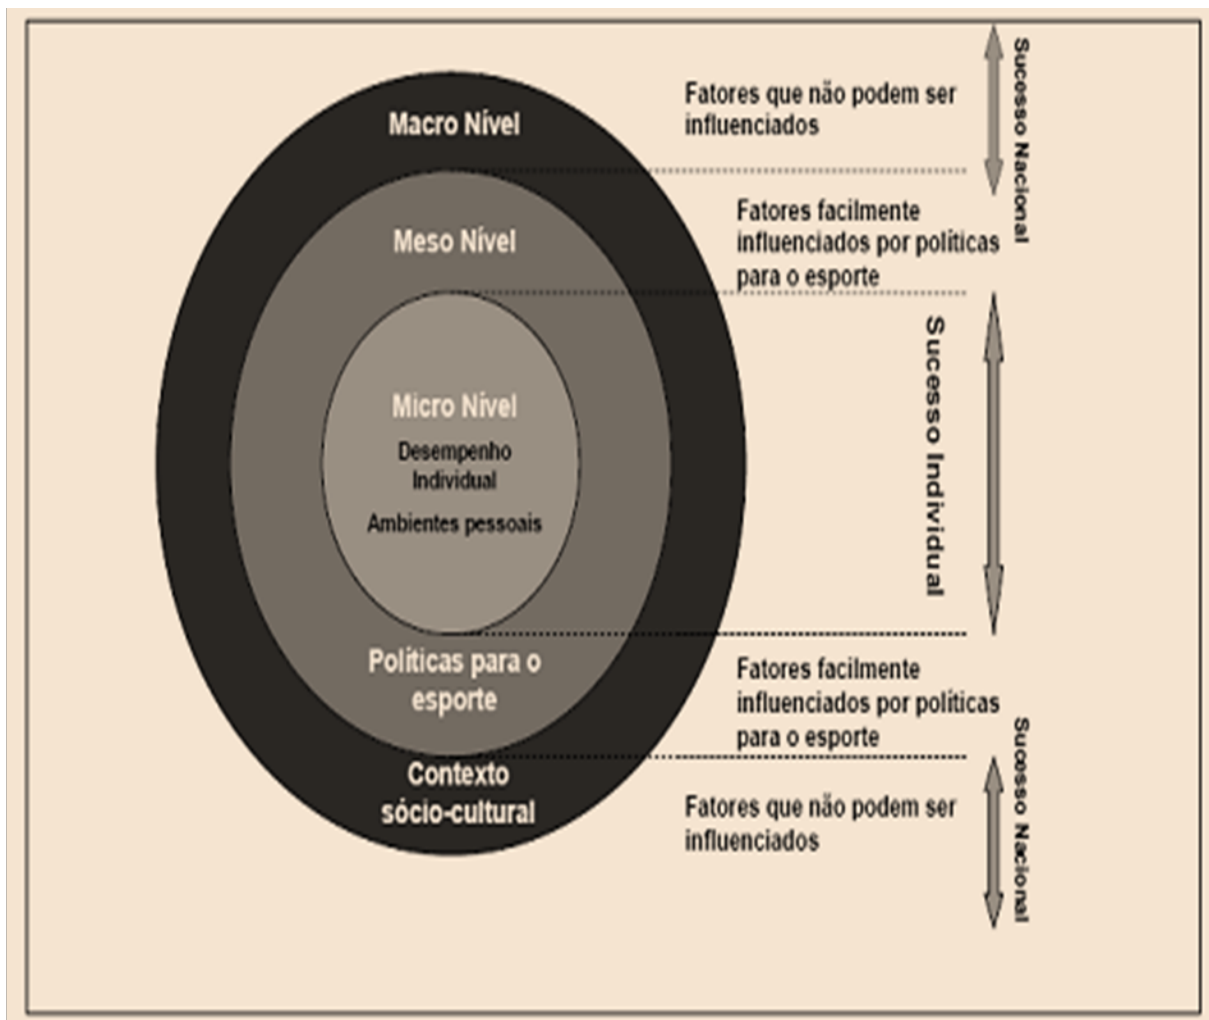 Macro Nível
Fatores que não podem ser
influenciados
Sucesso Nacional
Meso Nível
Fatores facilmente
influenciados por políticas
para o esporte
Micro Nível
Desempenho
Individual
Ambientes pessoais
Sucesso Individual
Políticas para o
esporte
Fatores facilmente
influenciados por políticas
para o esporte
Contexto
sócio-cultural
Fatores que não podem ser
influenciados
Sucesso Nacional